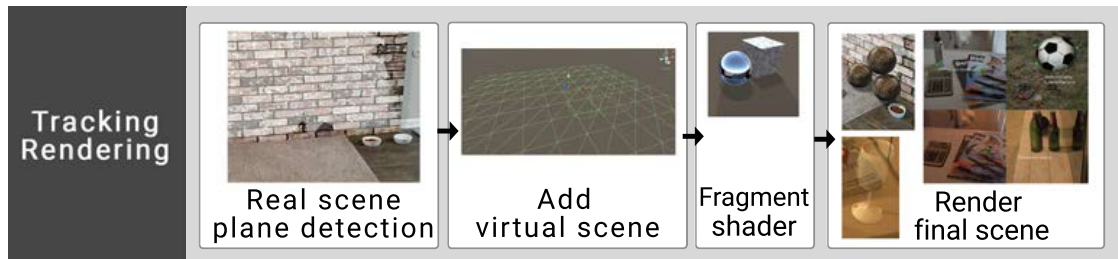 Tracking
Rendering
Real scene
plane detection
Add
virtual scene
Fragment
shader
Render
final scene